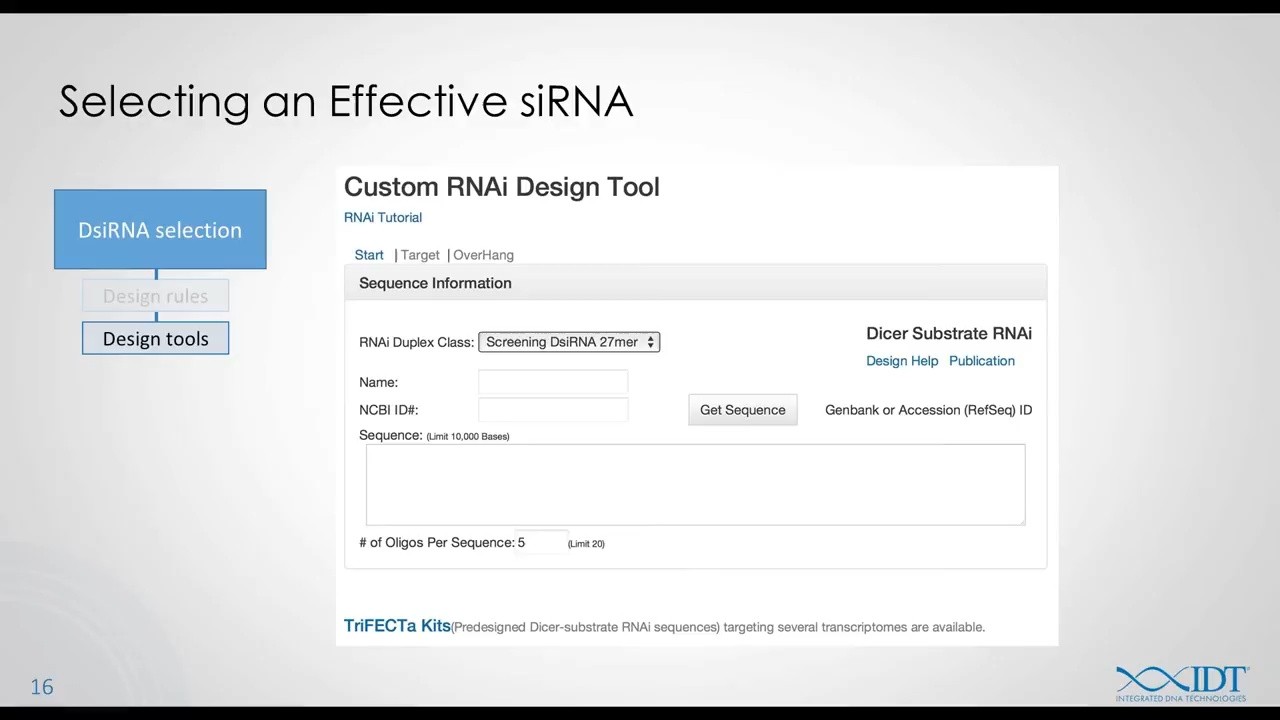 Selecting an Effective siRNA
DsiRNA selection
Design rules
Design tools
Custom RNAi Design Tool
RNAi Tutorial
Start | Target | OverHang
Sequence Information
RNAi Duplex Class: Screening DsiRNA 27mer
Dicer Substrate RNAi
Design Help Publication
Name:
NCBI ID#: Get Sequence Genbank or Accession (RefSeq) ID
Sequence: (Limit 10,000 Bases)
# of Oligos Per Sequence: 5 (Limit 20)
TriFECTa Kits(Predesigned Dicer-substrate RNAi sequences) targeting several transcriptomes are available.
16
IDT®
INTEGRATED DNA TECHNOLOGIES